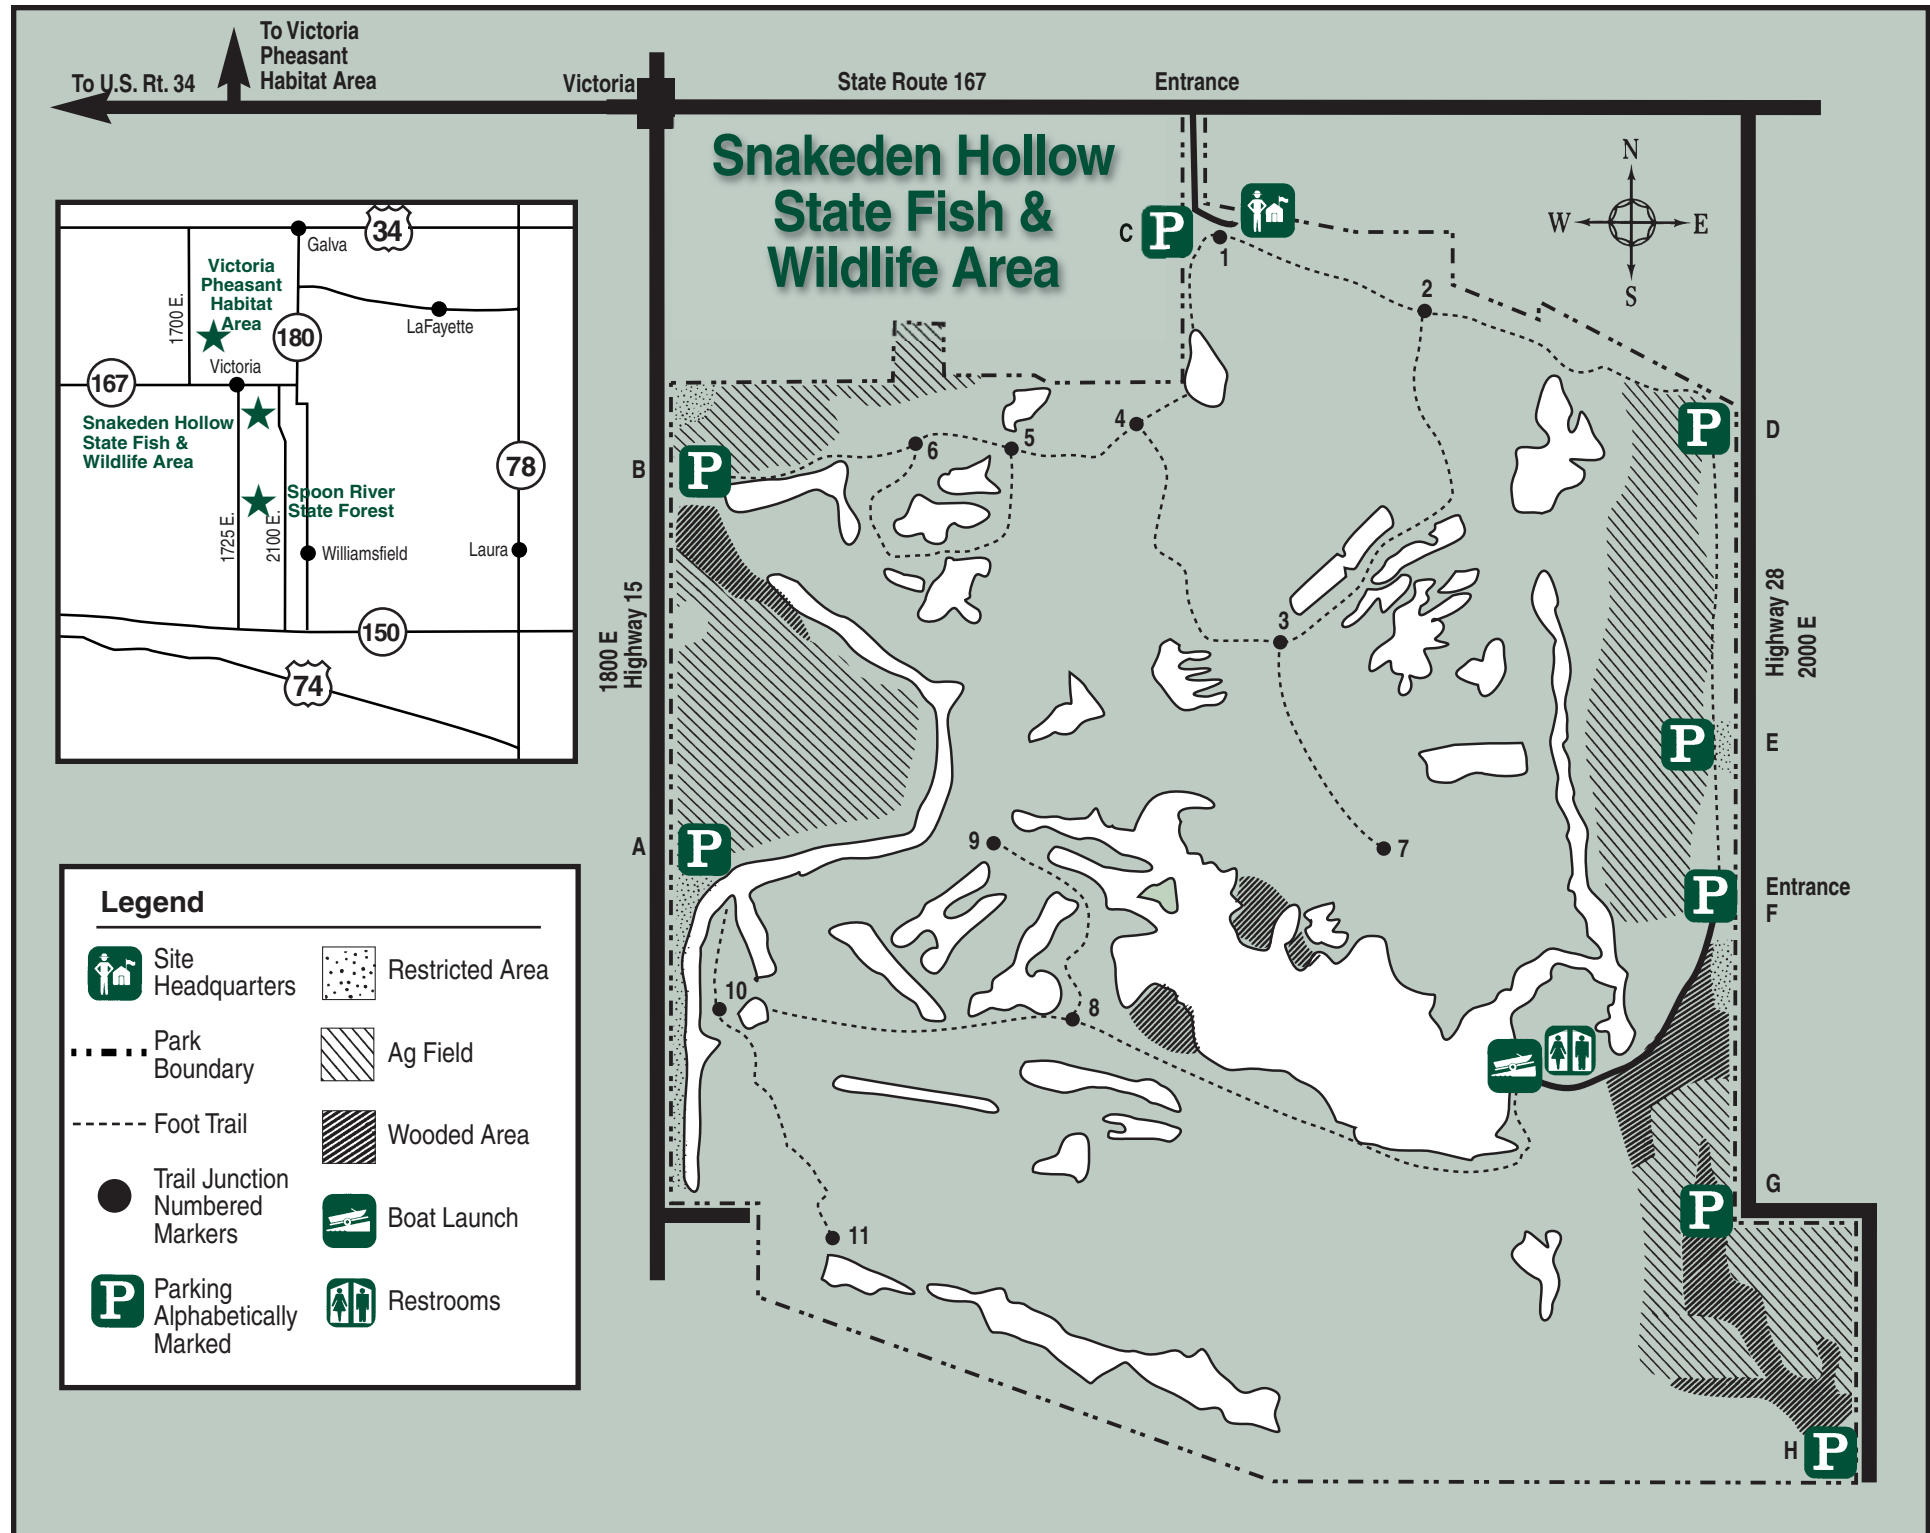 To Victoria
Pheasant
Habitat Area
To U.S. Rt. 34
Victoria
State Route 167
Entrance
Snakeden Hollow
State Fish &
Wildlife Area
N
W
E
S
34
Galva
Victoria
Pheasant
Habitat
Area
1700 E.
180
LaFayette
Victoria
167
Snakeden Hollow
State Fish &
Wildlife Area
78
Spoon River
State Forest
1725 E.
2100 E.
Williamsfield
Laura
150
74
C
P
1
2
4
5
6
B
P
P
D
3
1800 E
Highway 15
Highway 28
2000 E
P
E
A
P
9
7
P
Entrance
F
10
8
P
G
11
H
P
Legend
Site
Headquarters
Restricted Area
Park
Boundary
Ag Field
Foot Trail
Wooded Area
Trail Junction
Numbered
Markers
Boat Launch
P
Parking
Alphabetically
Marked
Restrooms